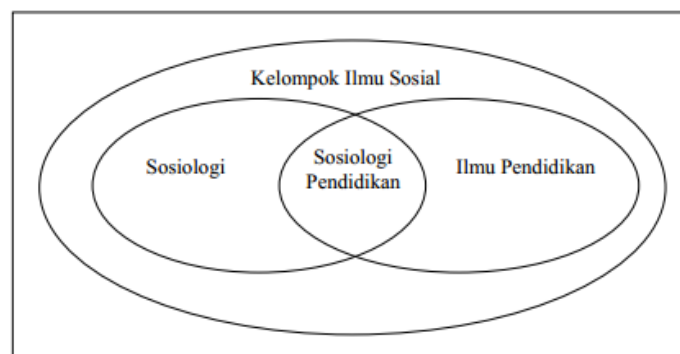 Kelompok Ilmu Sosial
Sosiologi
Sosiologi
Pendidikan
Ilmu Pendidikan